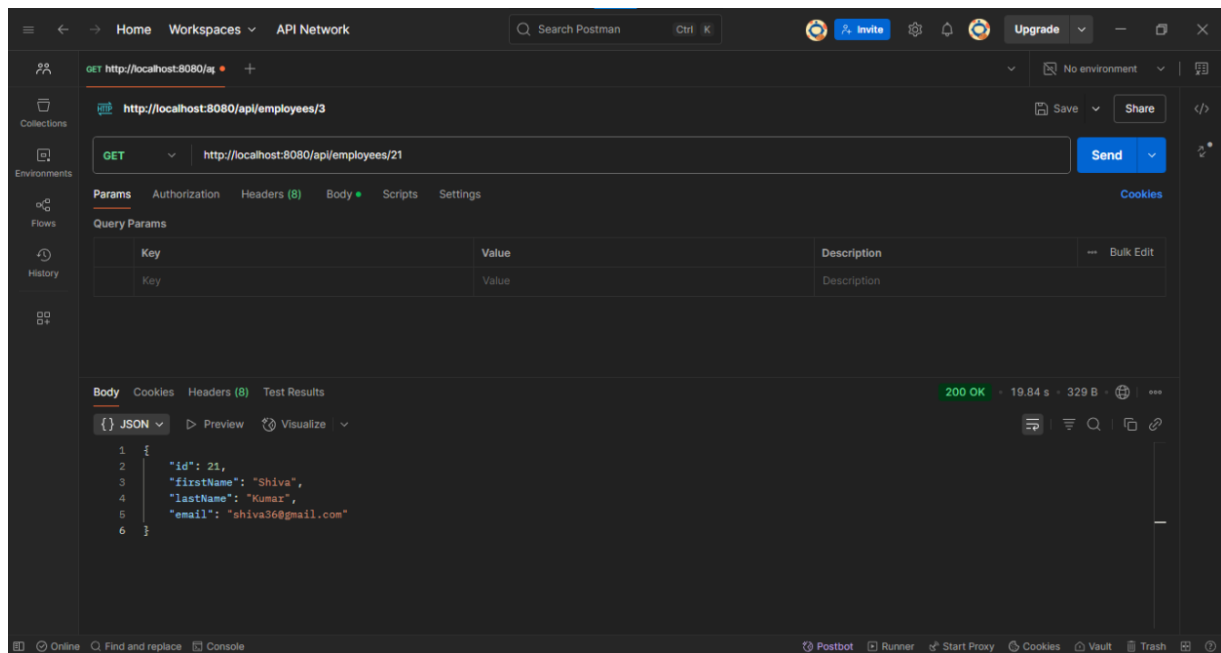 Home Workspaces API Network Search Postman Ctrl K Invite Upgrade
GET http://localhost:8080/ap No environment
Collections
Environments
Flows
History
http://localhost:8080/api/employees/3 Save Share
GET http://localhost:8080/api/employees/21 Send
Params Authorization Headers (8) Body Scripts Settings Cookies
Query Params
Key Value Description Bulk Edit
Key Value Description
Body Cookies Headers (8) Test Results 200 OK 19.84 s 329 B
{} JSON Preview Visualize
1 {
2 "id": 21,
3 "firstName": "Shiva",
4 "lastName": "Kumar",
5 "email": "shiva36@gmail.com"
6 }
Online Find and replace Console Postbot Runner Start Proxy Cookies Vault Trash